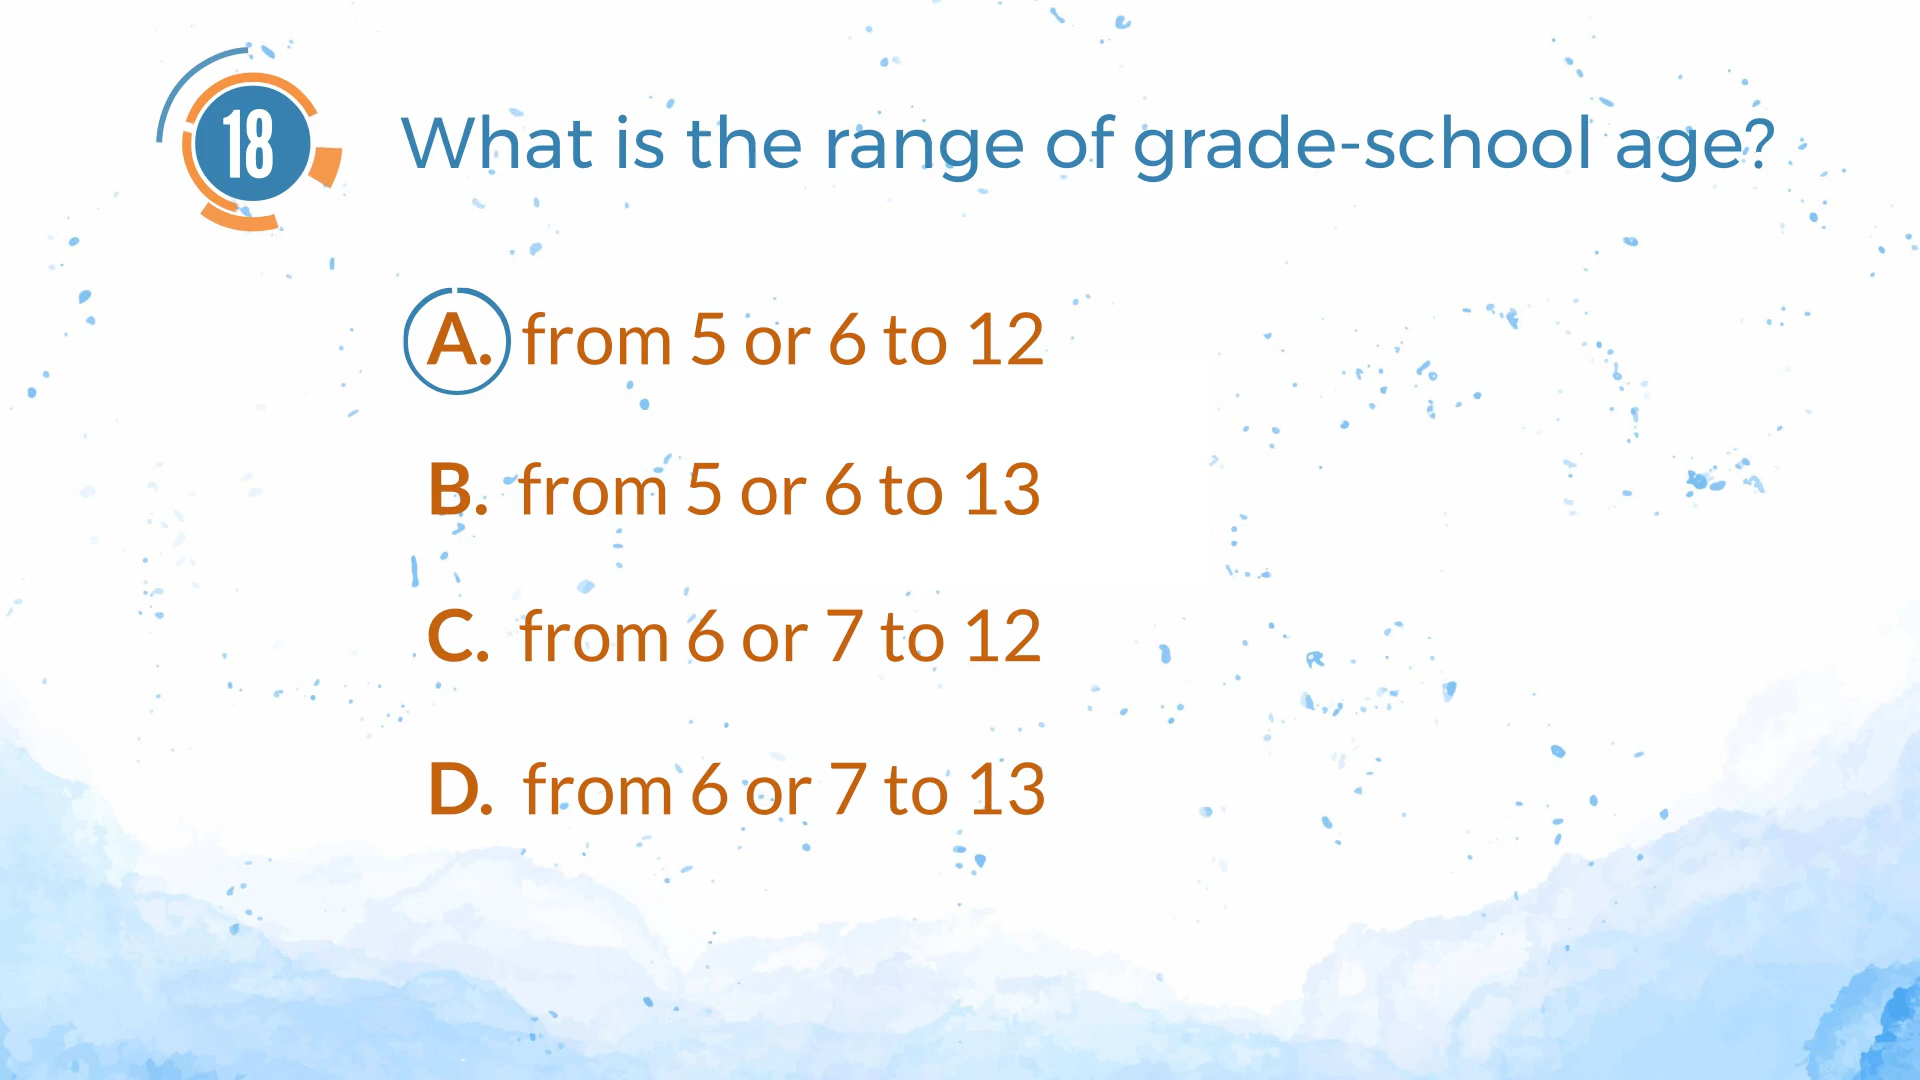 18
What is the range of grade-school age?
A. from 5 or 6 to 12
B. from 5 or 6 to 13
C. from 6 or 7 to 12
D. from 6 or 7 to 13